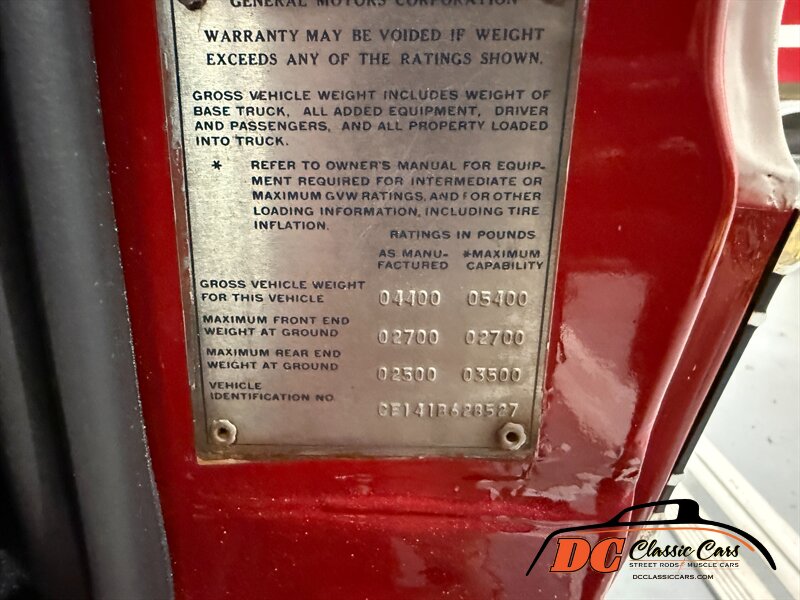 GENERAL MOTORS CORPORATION
WARRANTY MAY BE VOIDED IF WEIGHT
EXCEEDS ANY OF THE RATINGS SHOWN.
GROSS VEHICLE WEIGHT INCLUDES WEIGHT OF
BASE TRUCK, ALL ADDED EQUIPMENT, DRIVER
AND PASSENGERS, AND ALL PROPERTY LOADED
INTO TRUCK.
* REFER TO OWNER'S MANUAL FOR EQUIP-
MENT REQUIRED FOR INTERMEDIATE OR
MAXIMUM GVW RATINGS, AND FOR OTHER
LOADING INFORMATION, INCLUDING TIRE
INFLATION.
RATINGS IN POUNDS
AS MANU- *MAXIMUM
FACTURED CAPABILITY
GROSS VEHICLE WEIGHT
FOR THIS VEHICLE 04400 05400
MAXIMUM FRONT END
WEIGHT AT GROUND 02700 02700
MAXIMUM REAR END
WEIGHT AT GROUND 02500 03500
VEHICLE
IDENTIFICATION NO. CE141B628527
DC Classic Cars
STREET RODS & MUSCLE CARS
DCCLASSICCARS.COM